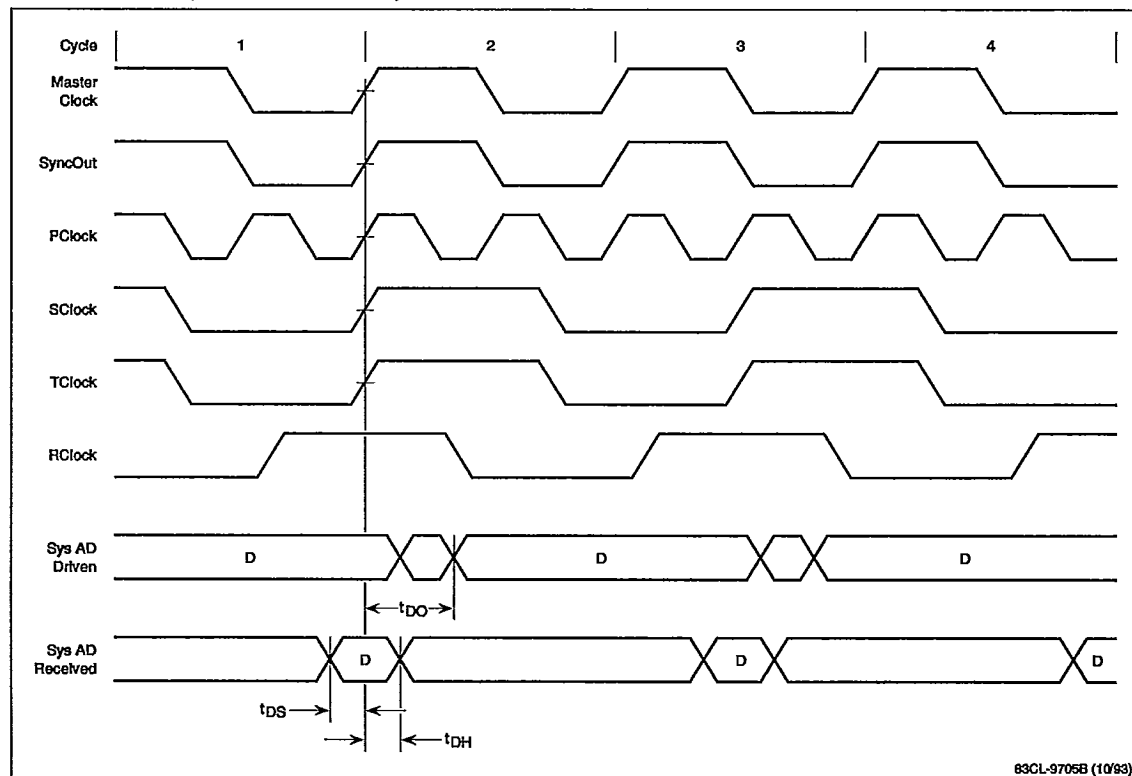 Cycle 1 2 3 4
Master
Clock
SyncOut
PClock
SClock
TClock
RClock
Sys AD
Driven
D D D
tDO
Sys AD
Received
D D D
tDS
tDH
83CL-9705B (10/93)